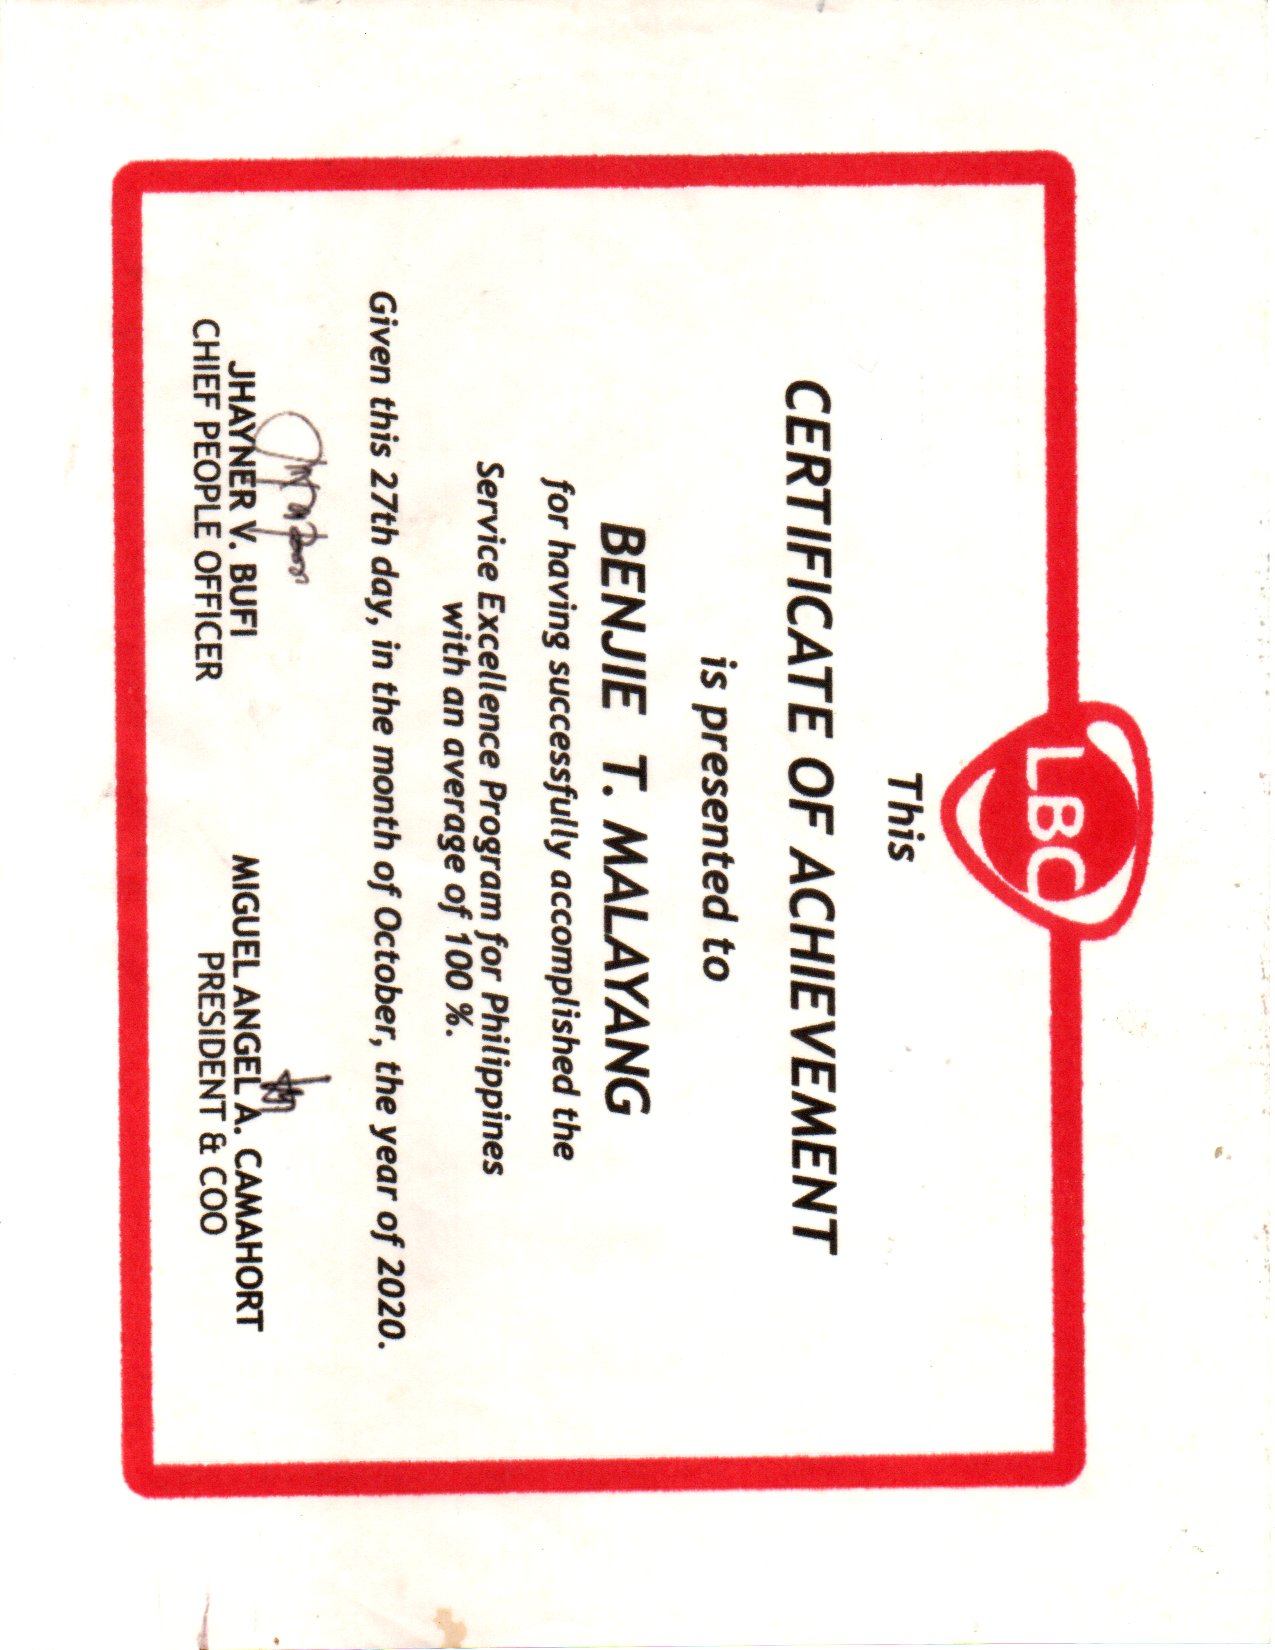 LBC
This
CERTIFICATE OF ACHIEVEMENT
is presented to
BENJIE T. MALAYANG
for having successfully accomplished the
Service Excellence Program for Philippines
with an average of 100 %.
Given this 27th day, in the month of October, the year of 2020.
JHAYNER V. BUFI
CHIEF PEOPLE OFFICER
MIGUEL ANGEL A. CAMAHORT
PRESIDENT & COO